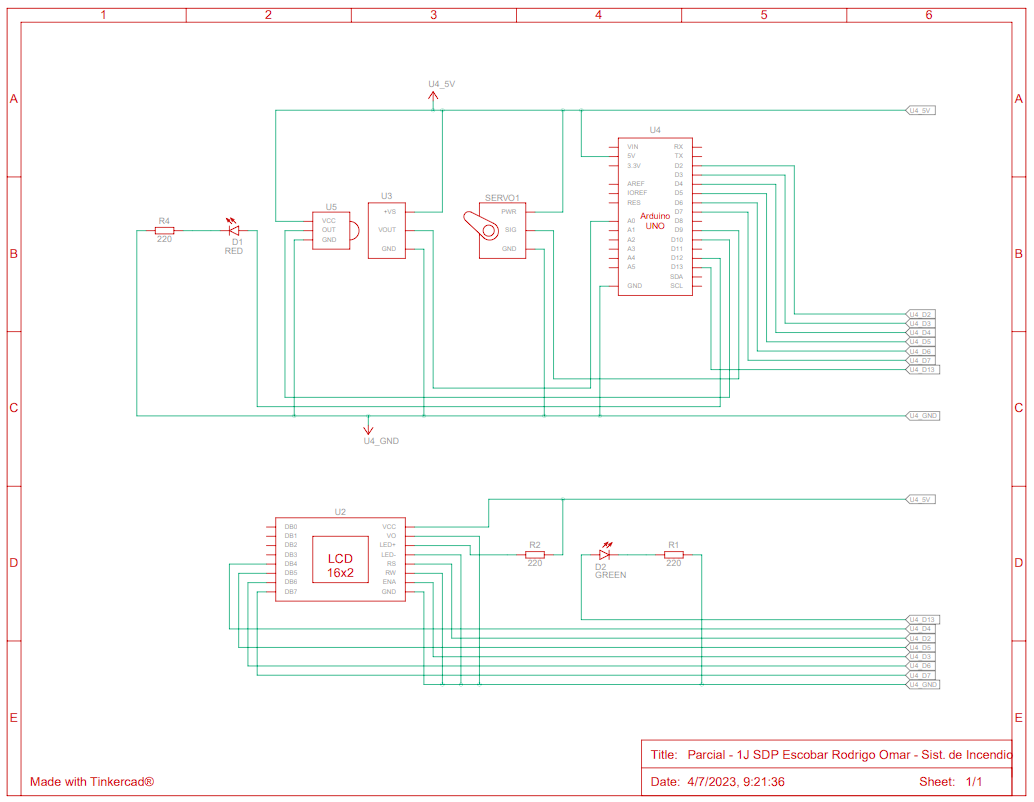 1 2 3 4 5 6
A A
B B
C C
D D
E E
U4_5V
U4_5V
U4
VIN
5V
3.3V
AREF
IOREF
RES
A0
A1
A2
A3
A4
A5
GND
Arduino
UNO
RX
TX
D2
D3
D4
D5
D6
D7
D8
D9
D10
D11
D12
D13
SDA
SCL
R4
220
D1
RED
U5
VCC
OUT
GND
U3
+VS
VOUT
GND
SERVO1
PWR
SIG
GND
U4_D2
U4_D3
U4_D4
U4_D5
U4_D6
U4_D7
U4_D13
U4_GND
U4_GND
U4_5V
U2
DB0
DB1
DB2
DB3
DB4
DB5
DB6
DB7
LCD
16x2
VCC
VO
LED+
LED-
RS
RW
ENA
GND
R2
220
D2
GREEN
R1
220
U4_D13
U4_D4
U4_D2
U4_D5
U4_D3
U4_D6
U4_D7
U4_GND
Title: Parcial - 1J SDP Escobar Rodrigo Omar - Sist. de Incendio
Made with Tinkercad®
Date: 4/7/2023, 9:21:36 Sheet: 1/1